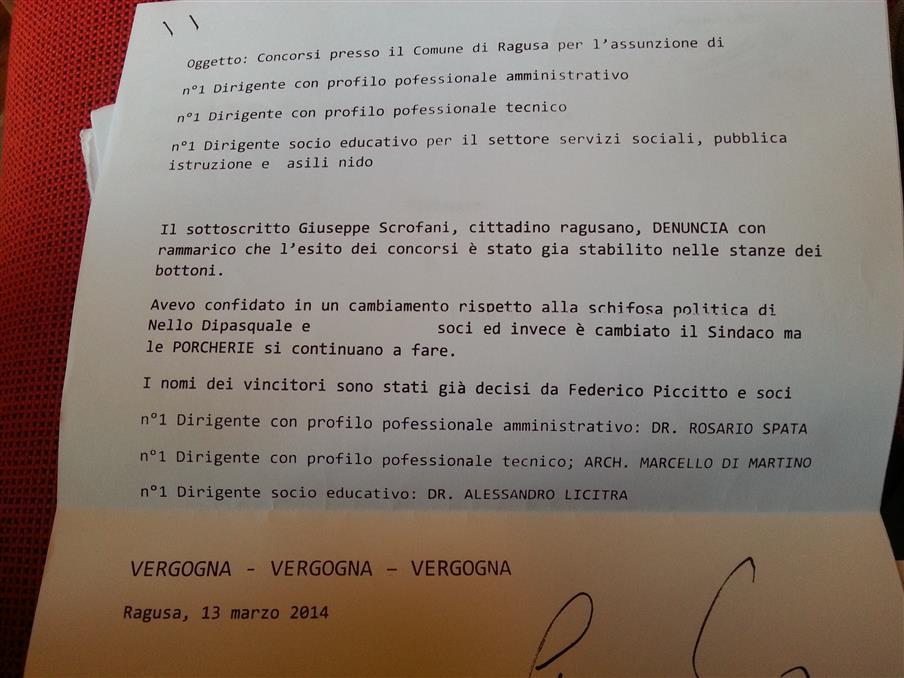 Oggetto: Concorsi presso il Comune di Ragusa per l'assunzione di
n°1 Dirigente con profilo pofessionale amministrativo
n°1 Dirigente con profilo pofessionale tecnico
n°1 Dirigente socio educativo per il settore servizi sociali, pubblica
istruzione e asili nido
Il sottoscritto Giuseppe Scrofani, cittadino ragusano, DENUNCIA con
rammarico che l'esito dei concorsi è stato gia stabilito nelle stanze dei
bottoni.
Avevo confidato in un cambiamento rispetto alla schifosa politica di
Nello Dipasquale e soci ed invece è cambiato il Sindaco ma
le PORCHERIE si continuano a fare.
I nomi dei vincitori sono stati già decisi da Federico Piccitto e soci
n°1 Dirigente con profilo pofessionale amministrativo: DR. ROSARIO SPATA
n°1 Dirigente con profilo pofessionale tecnico; ARCH. MARCELLO DI MARTINO
n°1 Dirigente socio educativo: DR. ALESSANDRO LICITRA
VERGOGNA - VERGOGNA – VERGOGNA
Ragusa, 13 marzo 2014